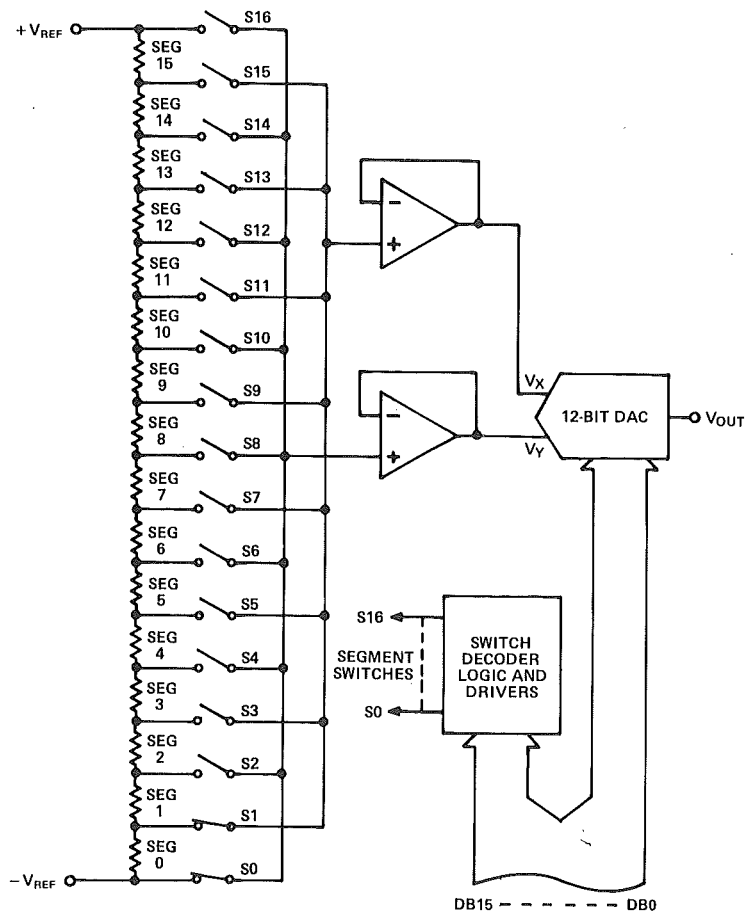 +VREF
SEG
15
SEG
14
SEG
13
SEG
12
SEG
11
SEG
10
SEG
9
SEG
8
SEG
7
SEG
6
SEG
5
SEG
4
SEG
3
SEG
2
SEG
1
SEG
0
-VREF
S16
S15
S14
S13
S12
S11
S10
S9
S8
S7
S6
S5
S4
S3
S2
S1
S0
-
+
-
+
VX
VY
12-BIT DAC
VOUT
S16
SEGMENT
SWITCHES
S0
SWITCH
DECODER
LOGIC AND
DRIVERS
DB15 - - - - - - DB0